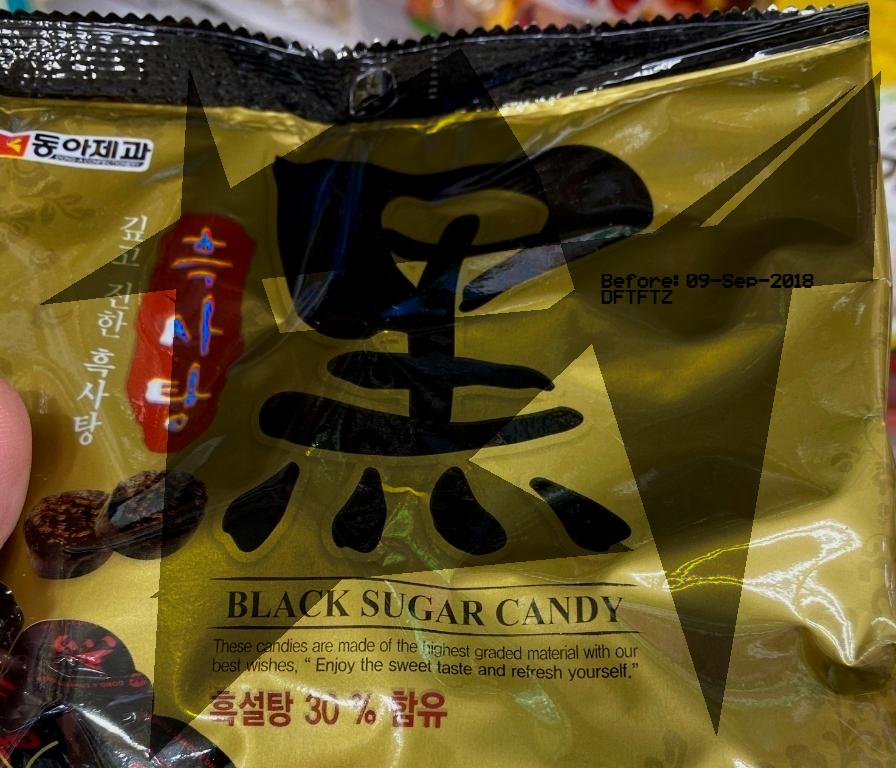 동아제과
DONG-A CONFECTIONERY
깊고 진한 흑사탕
흑사탕
黑
Before: 09-Sep-2018
DFTFTZ
BLACK SUGAR CANDY
These candies are made of the highest graded material with our
best wishes, “ Enjoy the sweet taste and refresh yourself.”
흑설탕 30 % 함유